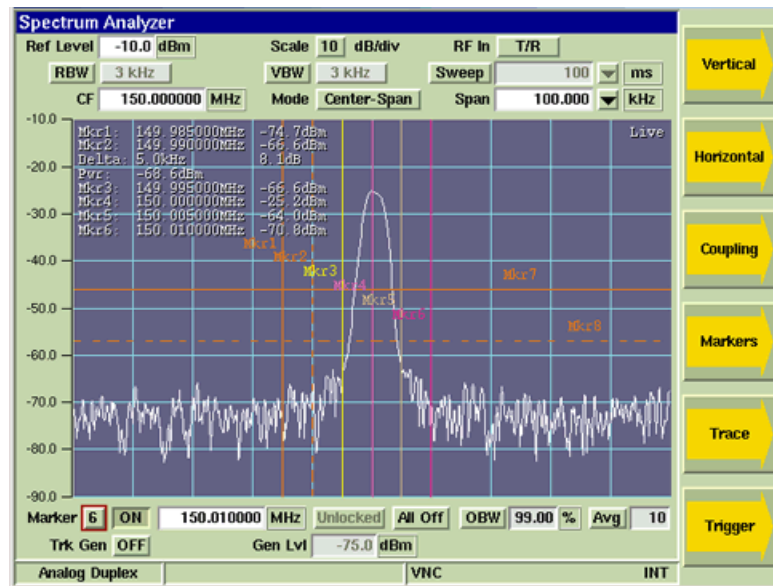 Spectrum Analyzer
Ref Level -10.0 dBm Scale 10 dB/div RF In T/R
RBW 3 kHz VBW 3 kHz Sweep 100 ms
CF 150.000000 MHz Mode Center-Span Span 100.000 kHz
Vertical
Horizontal
Coupling
Markers
Trace
Trigger
-10.0
-20.0
-30.0
-40.0
-50.0
-60.0
-70.0
-80.0
-90.0
Mkr1: 149.985000MHz -74.7dBm
Mkr2: 149.990000MHz -66.6dBm
Delta: 5.0kHz 8.1dB
Pwr: -68.6dBm
Mkr3: 149.995000MHz -66.6dBm
Mkr4: 150.000000MHz -25.2dBm
Mkr5: 150.005000MHz -64.0dBm
Mkr6: 150.010000MHz -70.8dBm
Live
Mkr1
Mkr2
Mkr3
Mkr4
Mkr5
Mkr6
Mkr7
Mkr8
Marker 6 ON 150.010000 MHz Unlocked All Off OBW 99.00 % Avg 10
Trk Gen OFF Gen Lvl -75.0 dBm
Analog Duplex VNC INT